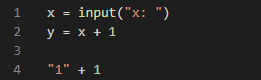 1 x = input("x: ")
2 y = x + 1
3
4 "1" + 1